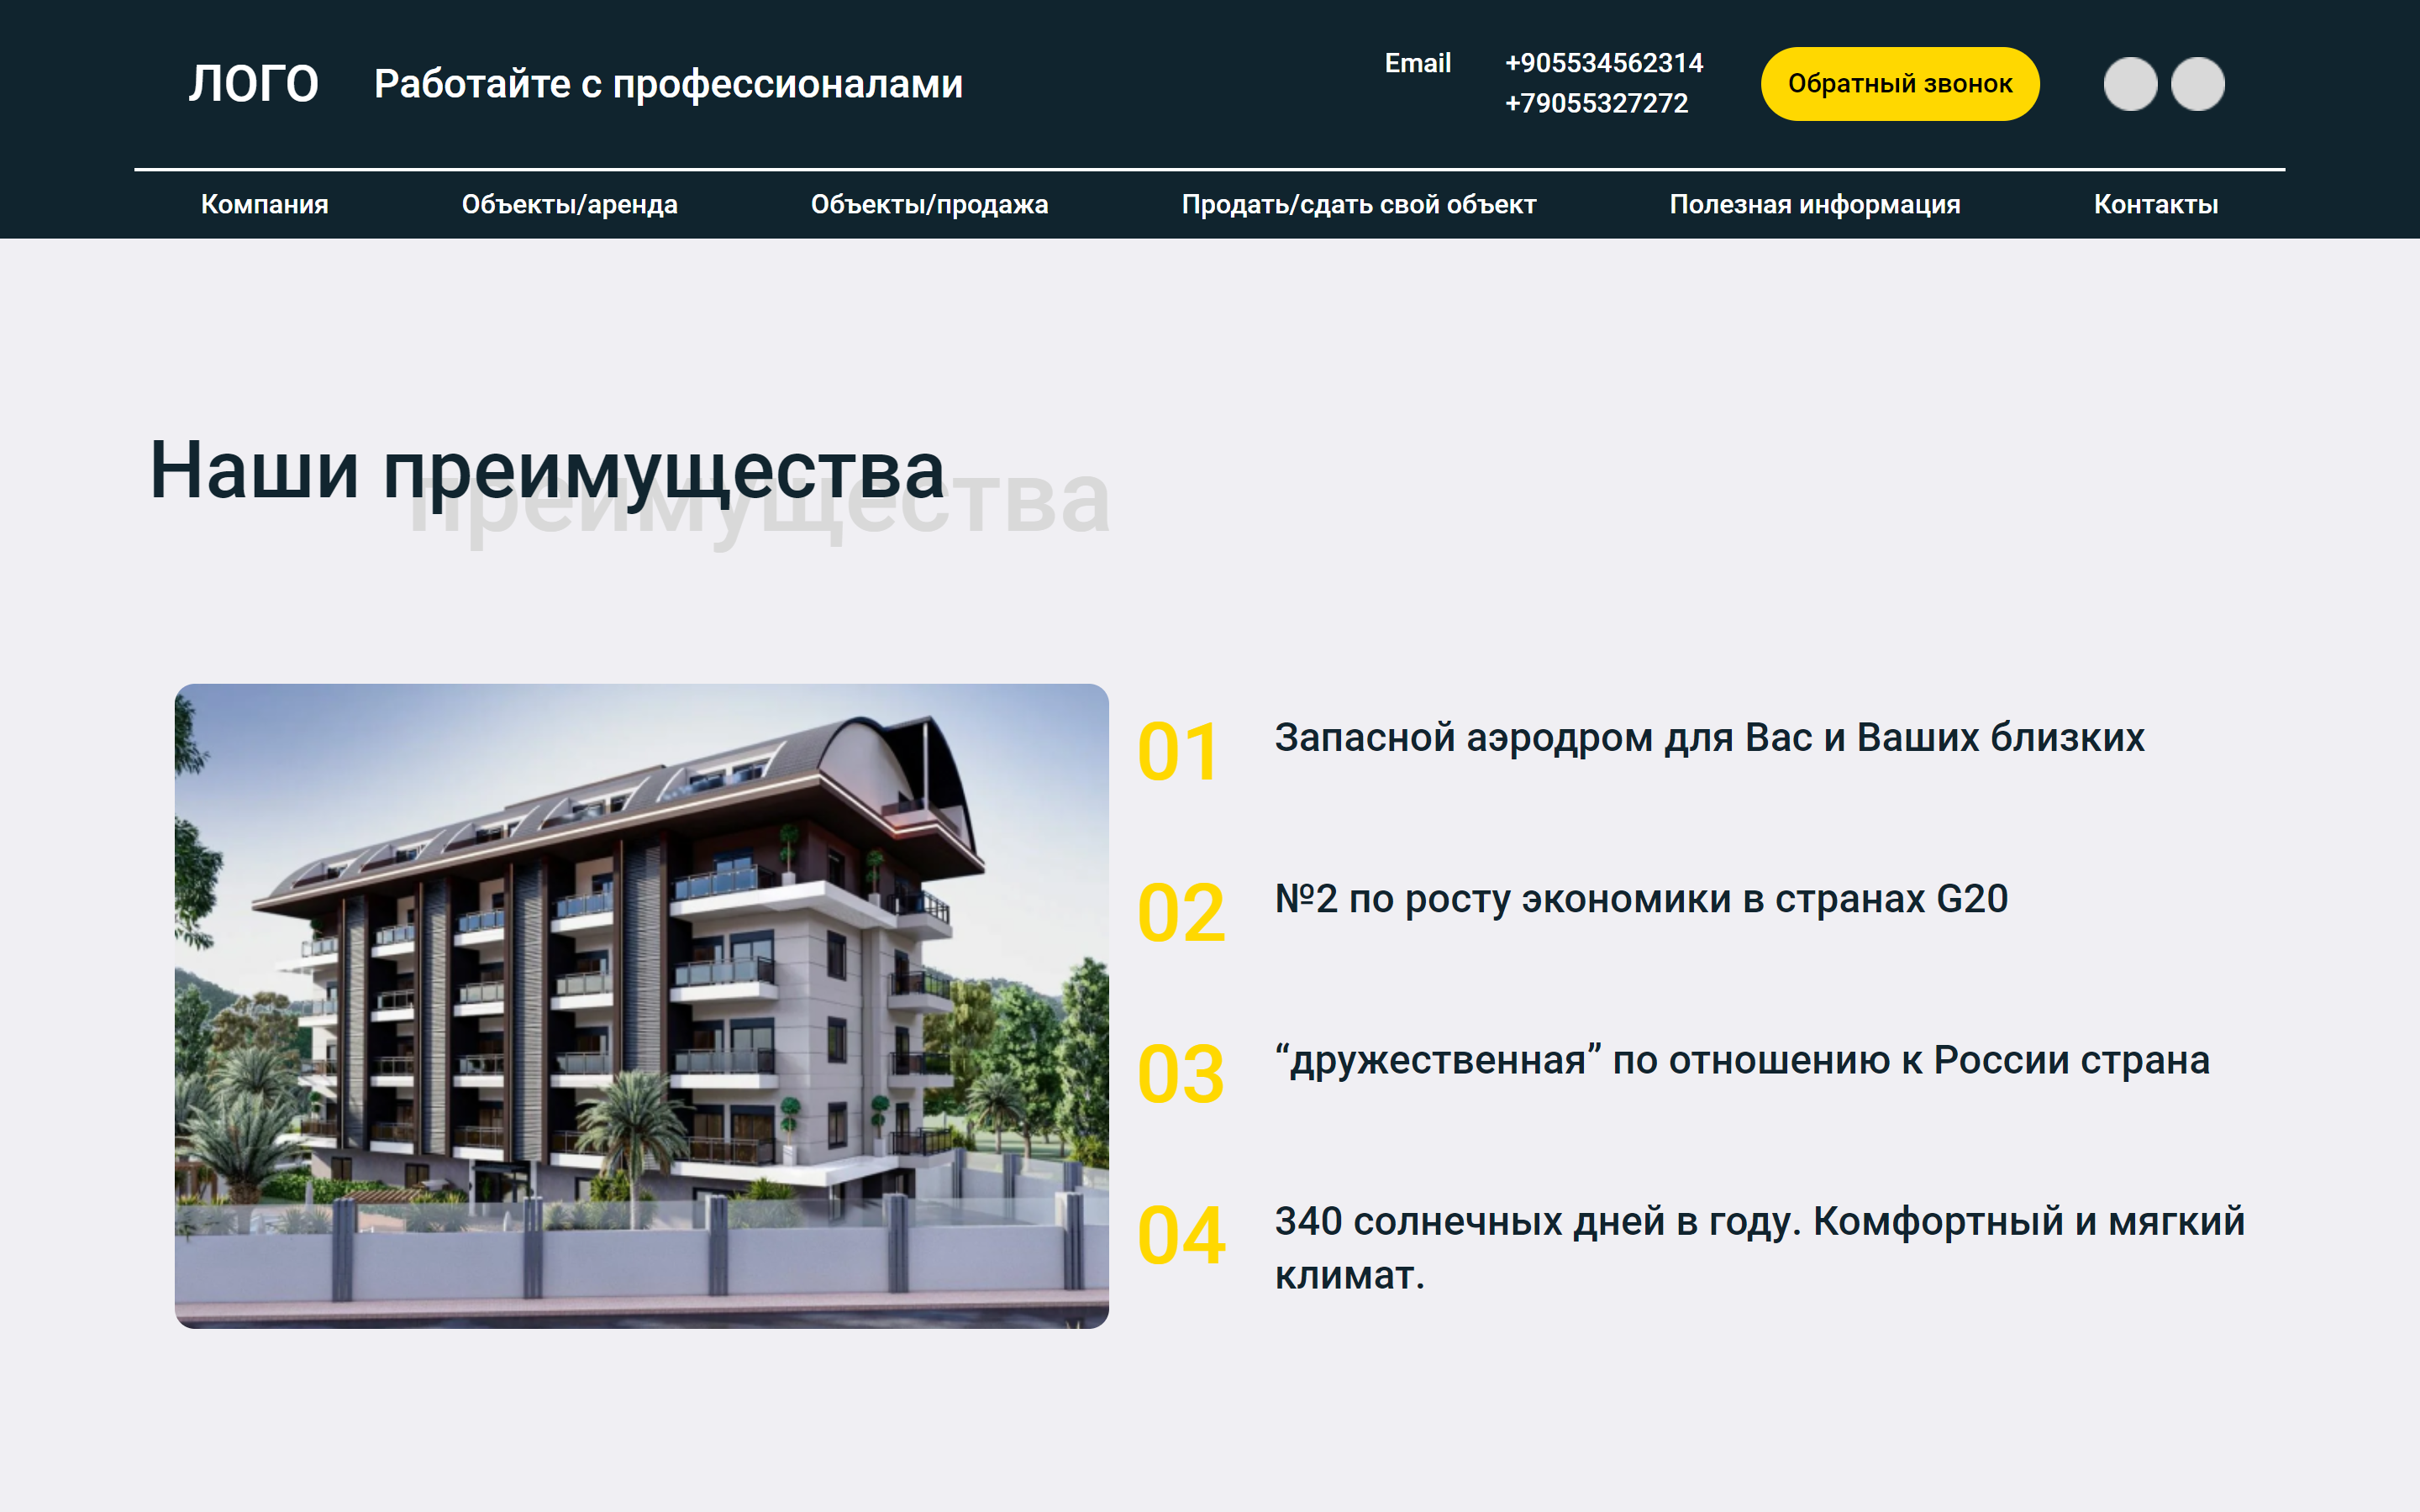 ЛОГО
Работайте с профессионалами
Email
+905534562314
+79055327272
Обратный звонок
Компания
Объекты/аренда
Объекты/продажа
Продать/сдать свой объект
Полезная информация
Контакты
Наши преимущества
преимущества
01
Запасной аэродром для Вас и Ваших близких
02
№2 по росту экономики в странах G20
03
“дружественная” по отношению к России страна
04
340 солнечных дней в году. Комфортный и мягкий
климат.